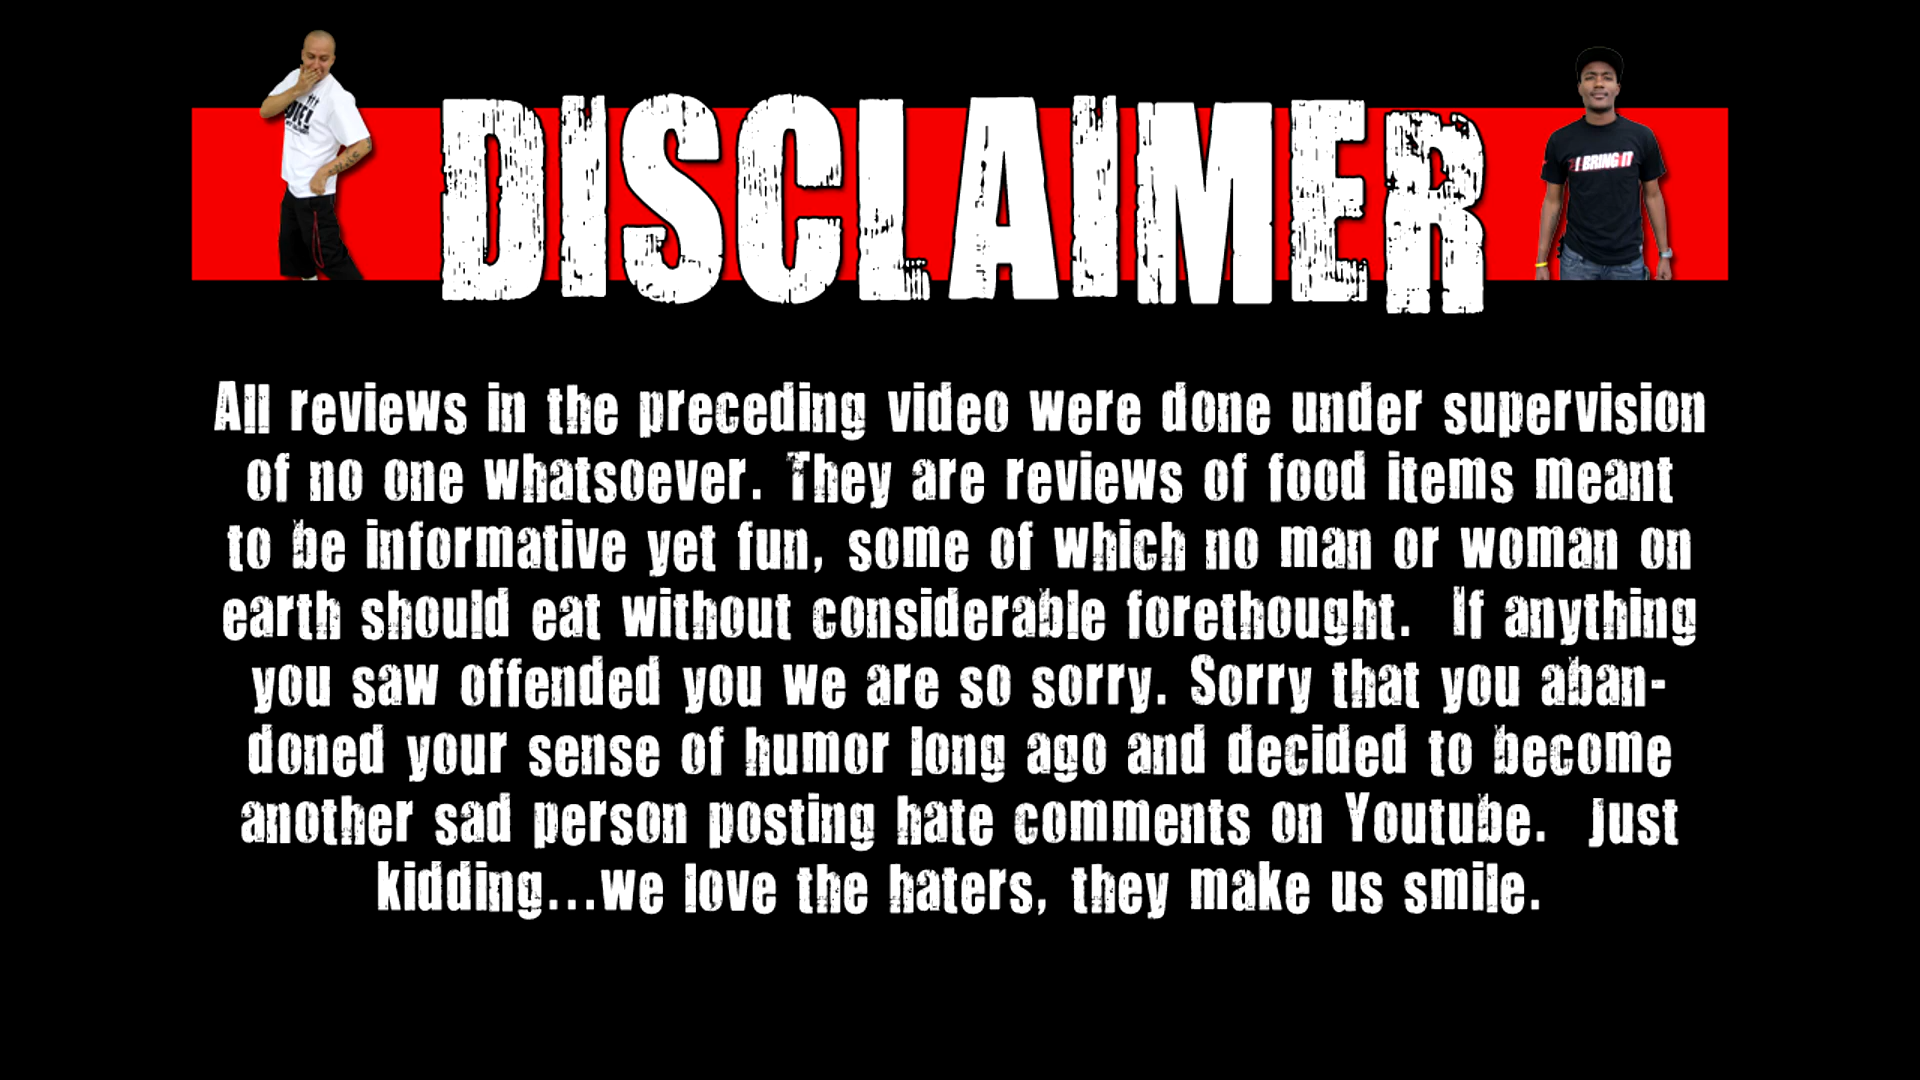 DISCLAIMER
I BRING IT
All reviews in the preceding video were done under supervision
of no one whatsoever. They are reviews of food items meant
to be informative yet fun, some of which no man or woman on
earth should eat without considerable forethought. If anything
you saw offended you we are so sorry. Sorry that you aban-
doned your sense of humor long ago and decided to become
another sad person posting hate comments on Youtube. Just
kidding...we love the haters, they make us smile.